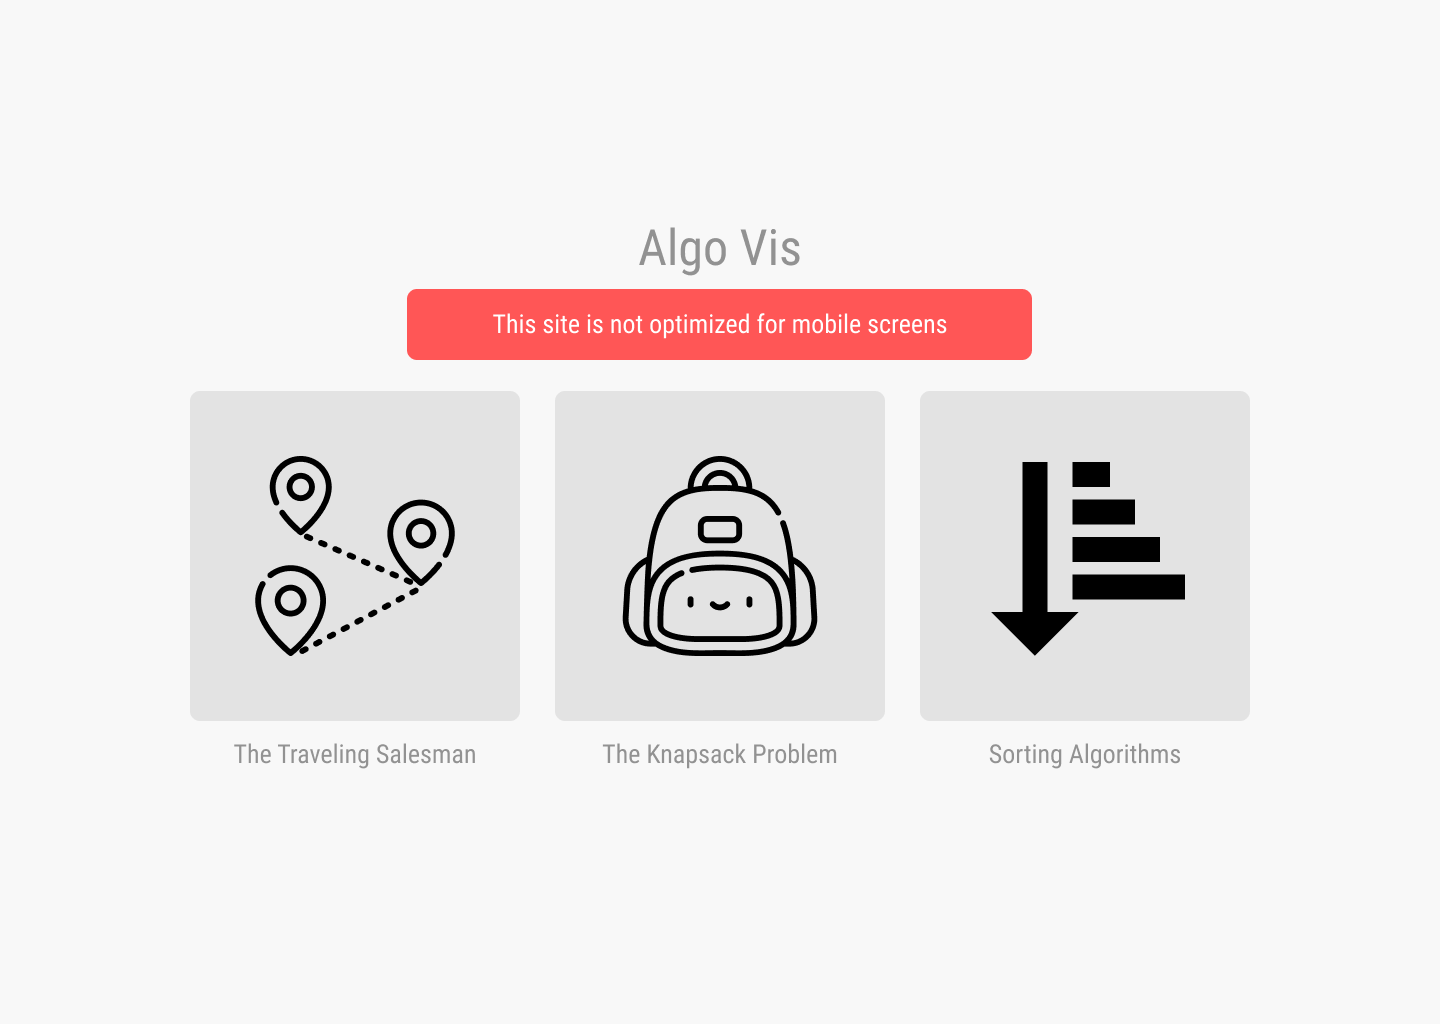 Algo Vis
This site is not optimized for mobile screens
The Traveling Salesman
The Knapsack Problem
Sorting Algorithms